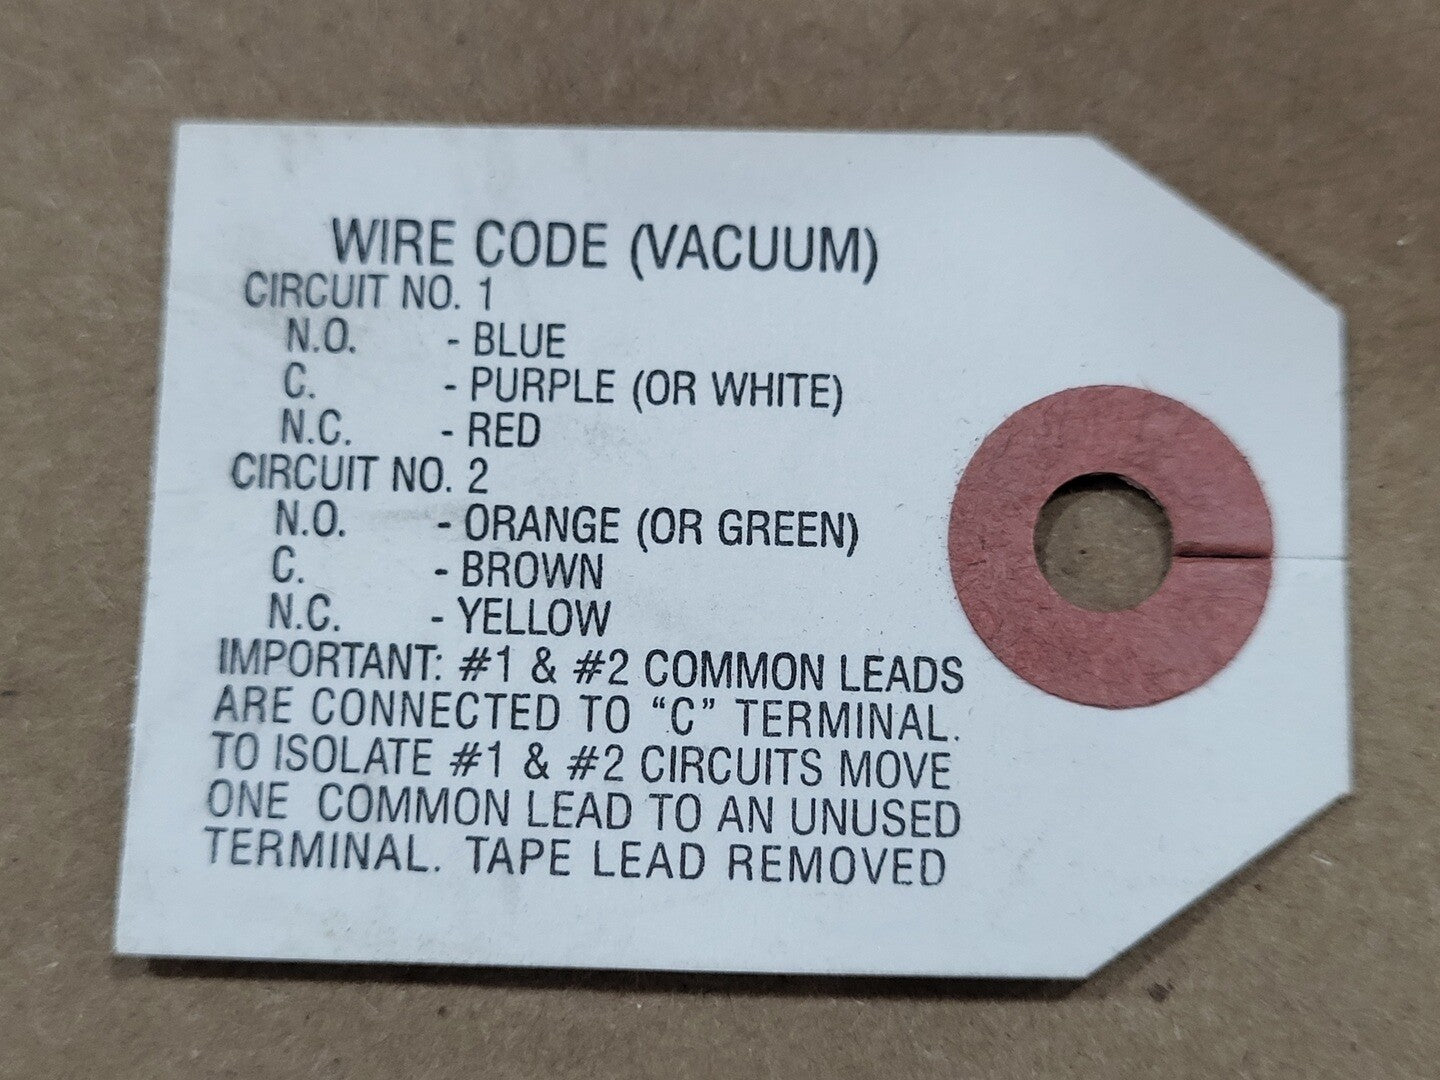 WIRE CODE (VACUUM)
CIRCUIT NO. 1
N.O. - BLUE
C. - PURPLE (OR WHITE)
N.C. - RED
CIRCUIT NO. 2
N.O. - ORANGE (OR GREEN)
C. - BROWN
N.C. - YELLOW
IMPORTANT: #1 & #2 COMMON LEADS
ARE CONNECTED TO “C” TERMINAL.
TO ISOLATE #1 & #2 CIRCUITS MOVE
ONE COMMON LEAD TO AN UNUSED
TERMINAL. TAPE LEAD REMOVED